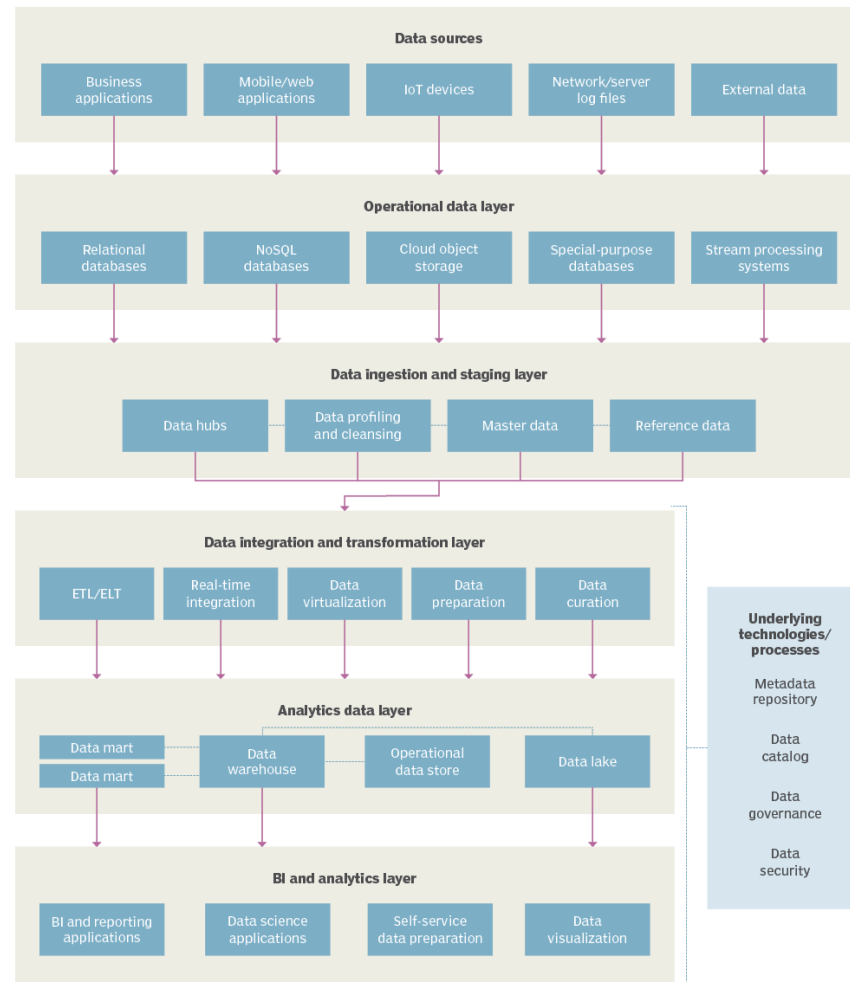 Data sources
Business
applications
Mobile/web
applications
IoT devices
Network/server
log files
External data
Operational data layer
Relational
databases
NoSQL
databases
Cloud object
storage
Special-purpose
databases
Stream processing
systems
Data ingestion and staging layer
Data hubs
Data profiling
and cleansing
Master data
Reference data
Data integration and transformation layer
ETL/ELT
Real-time
integration
Data
virtualization
Data
preparation
Data
curation
Analytics data layer
Data mart
Data mart
Data
warehouse
Operational
data store
Data lake
BI and analytics layer
BI and reporting
applications
Data science
applications
Self-service
data preparation
Data
visualization
Underlying
technologies/
processes
Metadata
repository
Data
catalog
Data
governance
Data
security